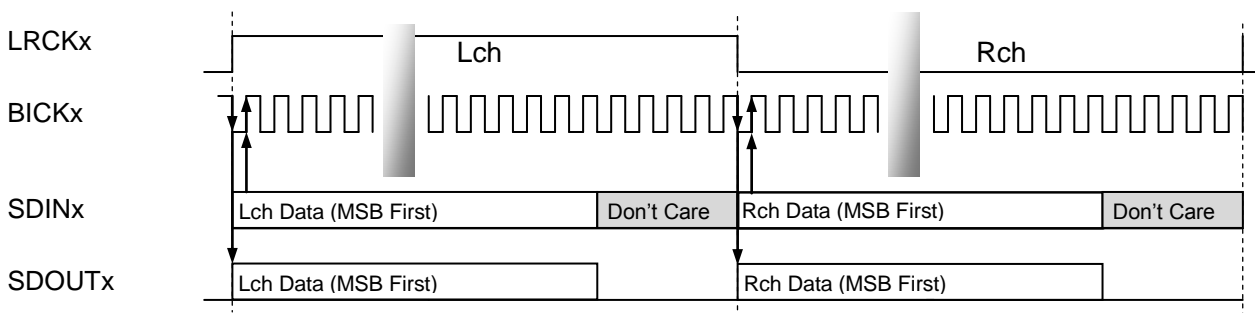 LRCKx
Lch
Rch
BICKx
SDINx
Lch Data (MSB First)
Don't Care
Rch Data (MSB First)
Don't Care
SDOUTx
Lch Data (MSB First)
Rch Data (MSB First)